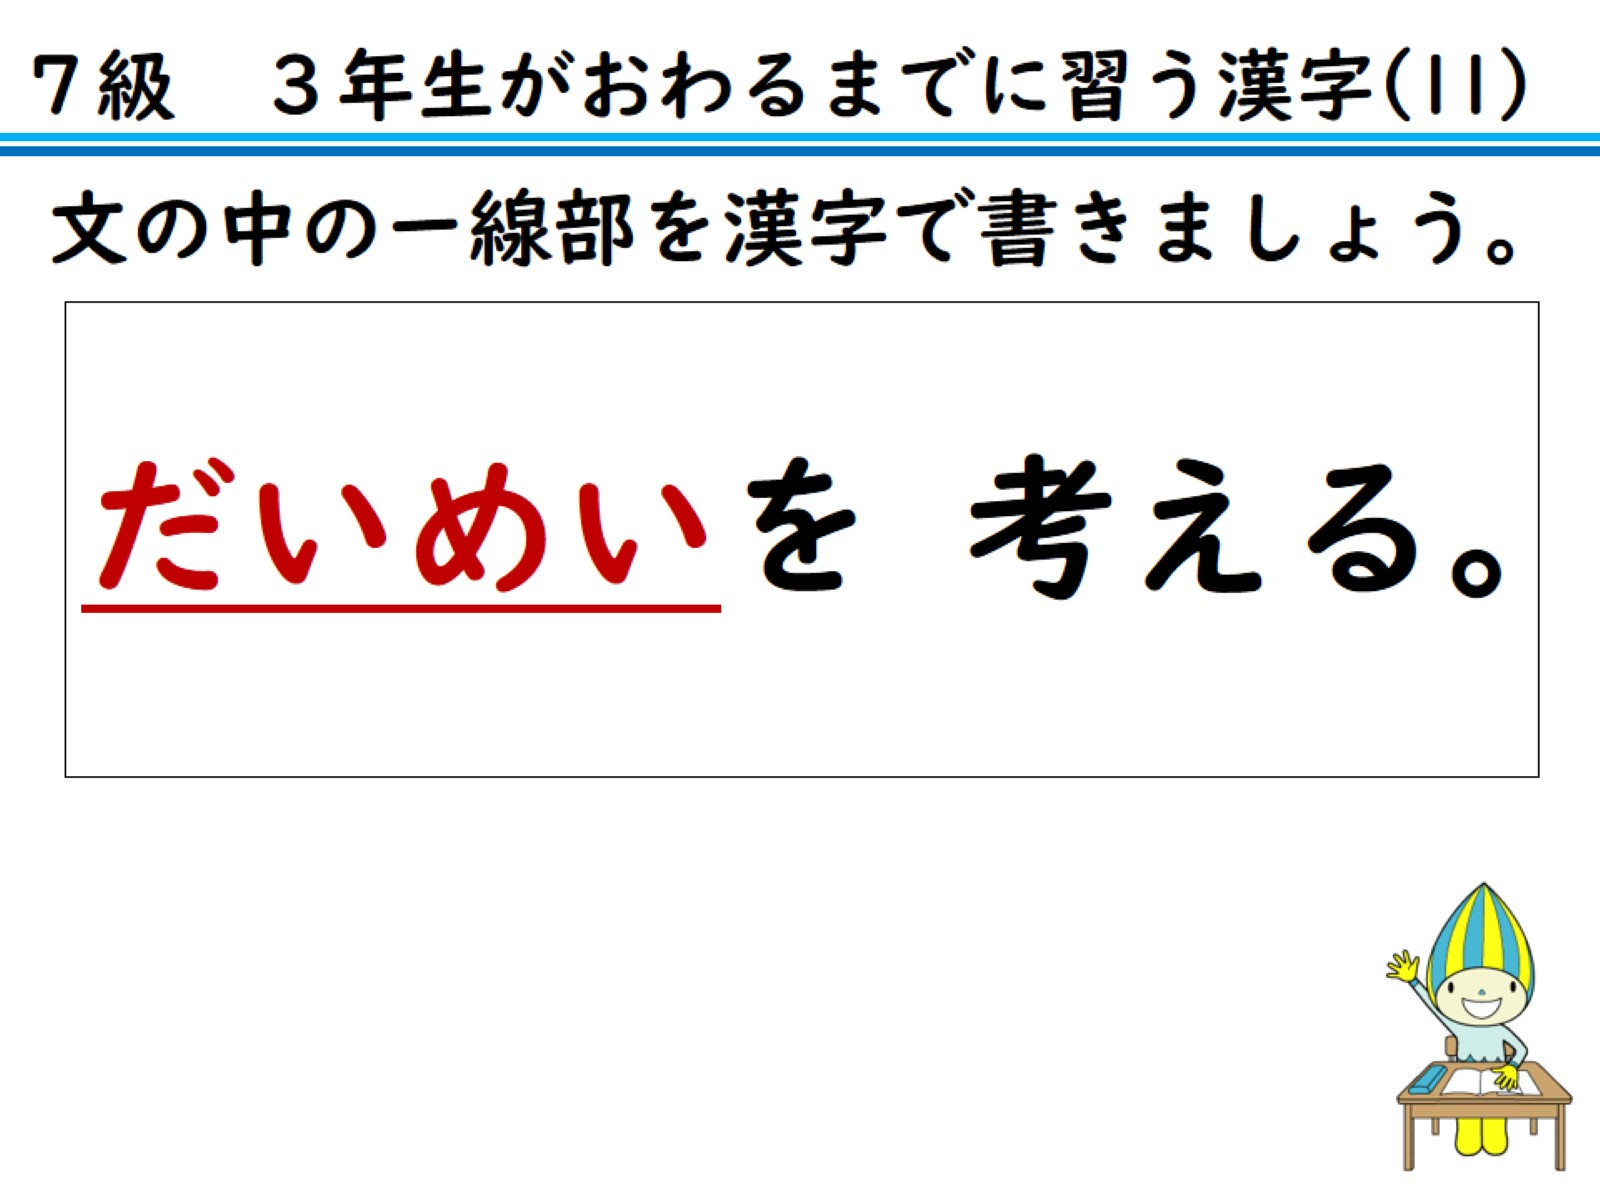 ７級　３年生がおわるまでに習う漢字(11)
文の中の―線部を漢字で書きましょう。
だいめいを 考える。